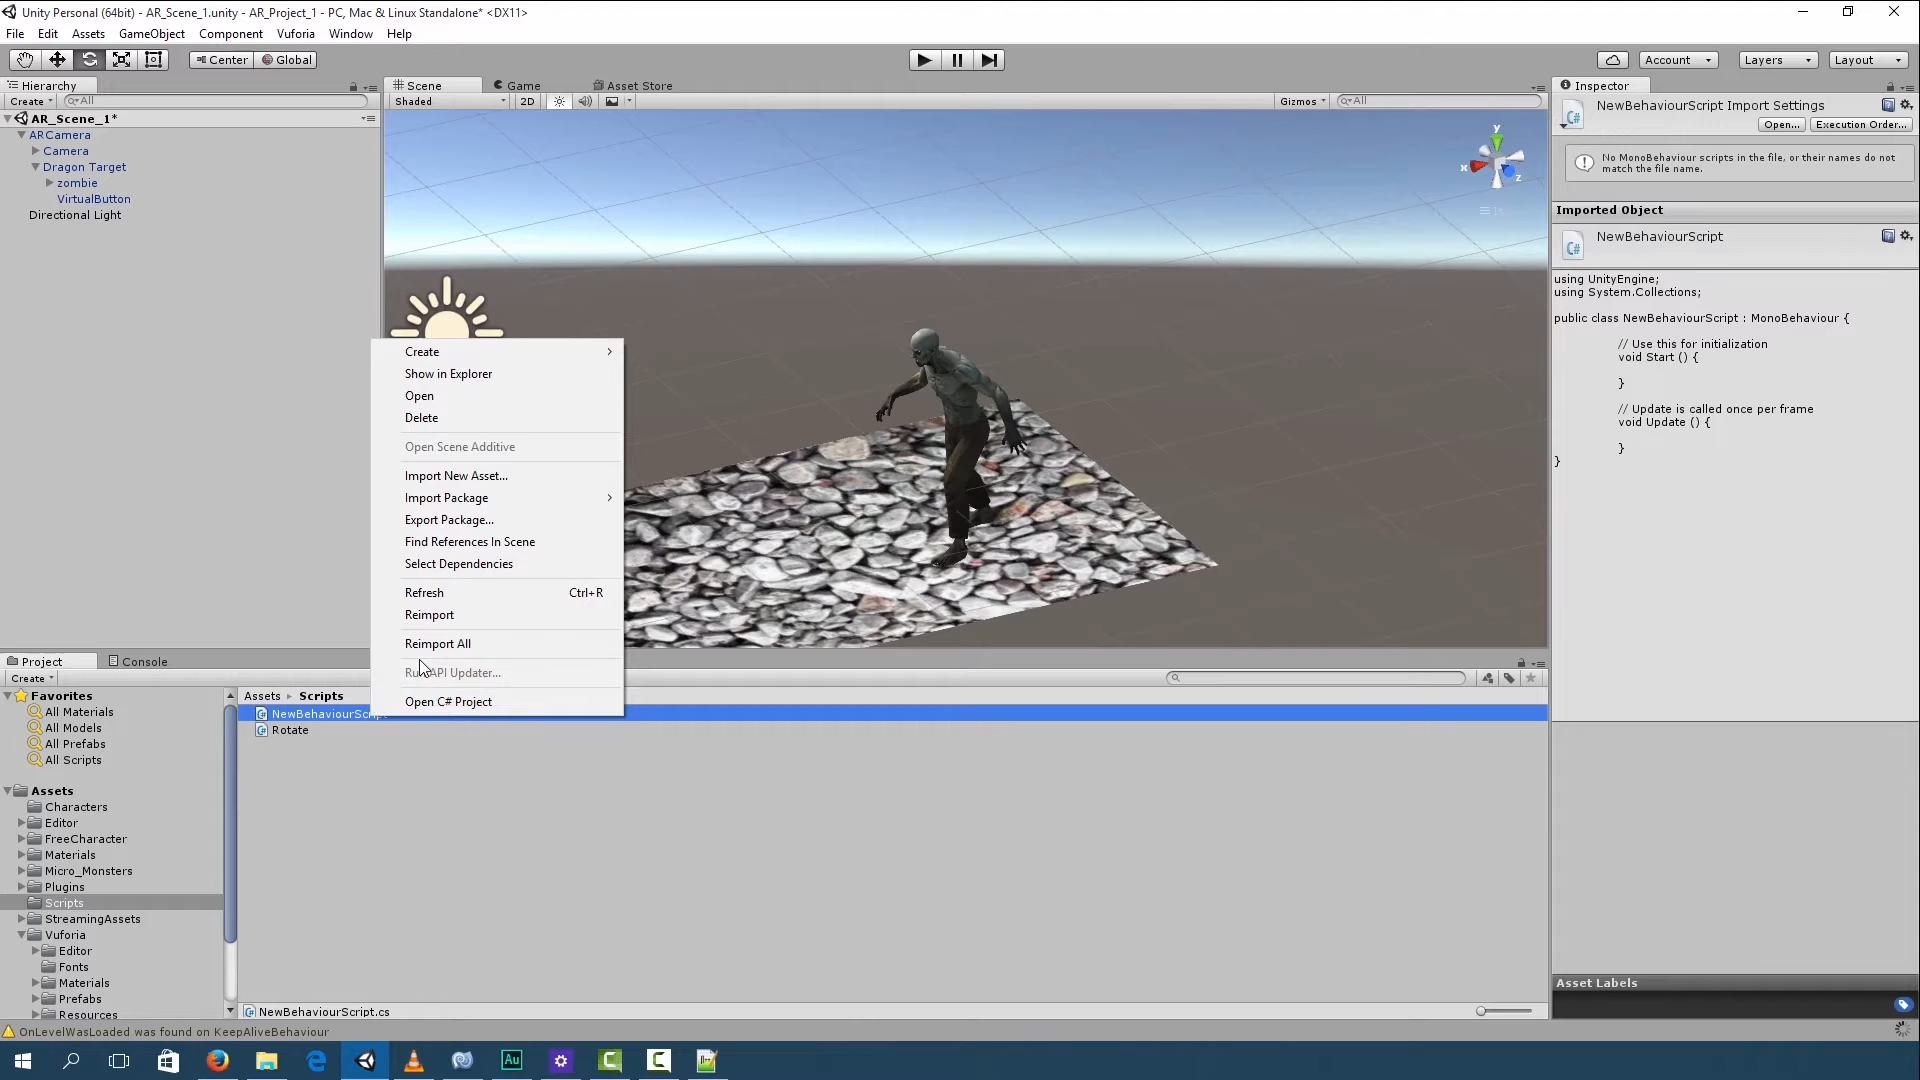 Unity Personal (64bit) - AR_Scene_1.unity - AR_Project_1 - PC, Mac & Linux Standalone* <DX11>
File Edit Assets GameObject Component Vuforia Window Help
Center Global Account Layers Layout
Hierarchy
Create All
AR_Scene_1*
ARCamera
Camera
Dragon Target
zombie
VirtualButton
Directional Light
Scene Game Asset Store
Shaded 2D Gizmos All
y
x
z
Create
Show in Explorer
Open
Delete
Open Scene Additive
Import New Asset...
Import Package
Export Package...
Find References In Scene
Select Dependencies
Refresh Ctrl+R
Reimport
Reimport All
API Updater...
Open C# Project
Inspector
NewBehaviourScript Import Settings
Open... Execution Order...
No MonoBehaviour scripts in the file, or their names do not
match the file name.
Imported Object
NewBehaviourScript
using UnityEngine;
using System.Collections;
public class NewBehaviourScript : MonoBehaviour {
// Use this for initialization
void Start () {
}
// Update is called once per frame
void Update () {
}
}
Asset Labels
Project Console
Create
Favorites
All Materials
All Models
All Prefabs
All Scripts
Assets
Characters
Editor
FreeCharacter
Materials
Micro_Monsters
Plugins
Scripts
StreamingAssets
Vuforia
Editor
Fonts
Materials
Prefabs
Resources
Assets Scripts
NewBehaviourScript
Rotate
NewBehaviourScript.cs
OnLevelWasLoaded was found on KeepAliveBehaviour
Au